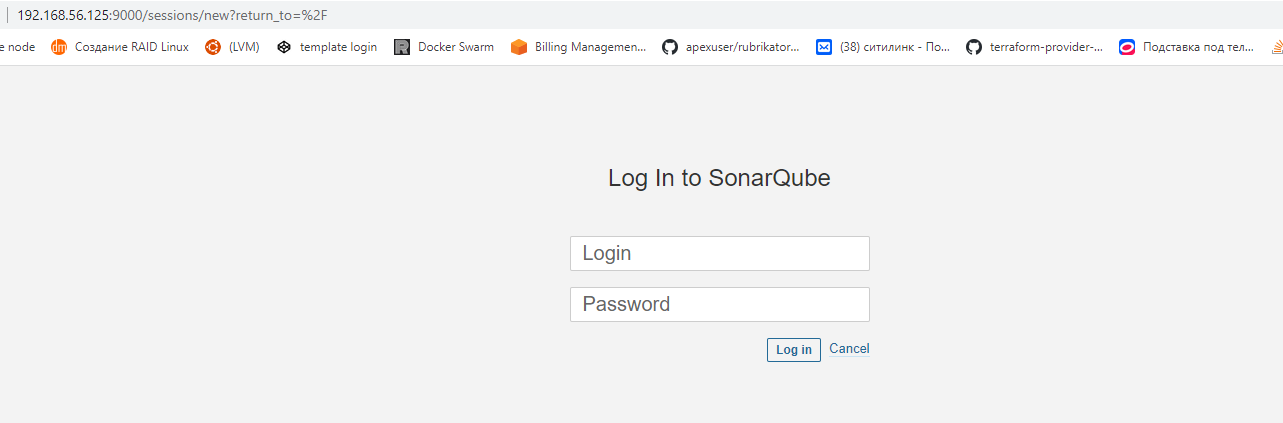 192.168.56.125:9000/sessions/new?return_to=%2F
e node Создание RAID Linux (LVM) template login Docker Swarm Billing Managemen... apexuser/rubrikator... (38) ситилинк - По... terraform-provider-... Подставка под тел...
Log In to SonarQube
Login
Password
Log in Cancel